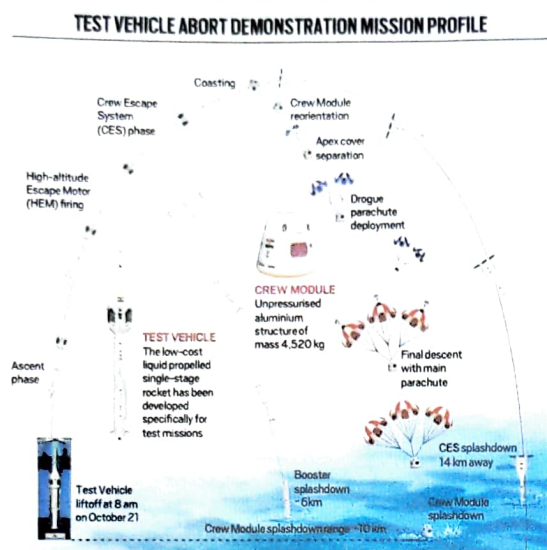 TEST VEHICLE ABORT DEMONSTRATION MISSION PROFILE
Coasting
Crew Escape
System
(CES) phase
Crew Module
reorientation
Apex cover
separation
High-altitude
Escape Motor
(HEM) firing
Drogue
parachute
deployment
CREW MODULE
Unpressurised
aluminium
structure of
mass 4,520 kg
TEST VEHICLE
The low-cost
liquid propelled
single-stage
rocket has been
developed
specifically for
test missions
Ascent
phase
Final descent
with main
parachute
CES splashdown
14 km away
Test Vehicle
liftoff at 8 am
on October 21
Booster
splashdown
~6km
Crew Module
splashdown
Crew Module splashdown range ~10 km